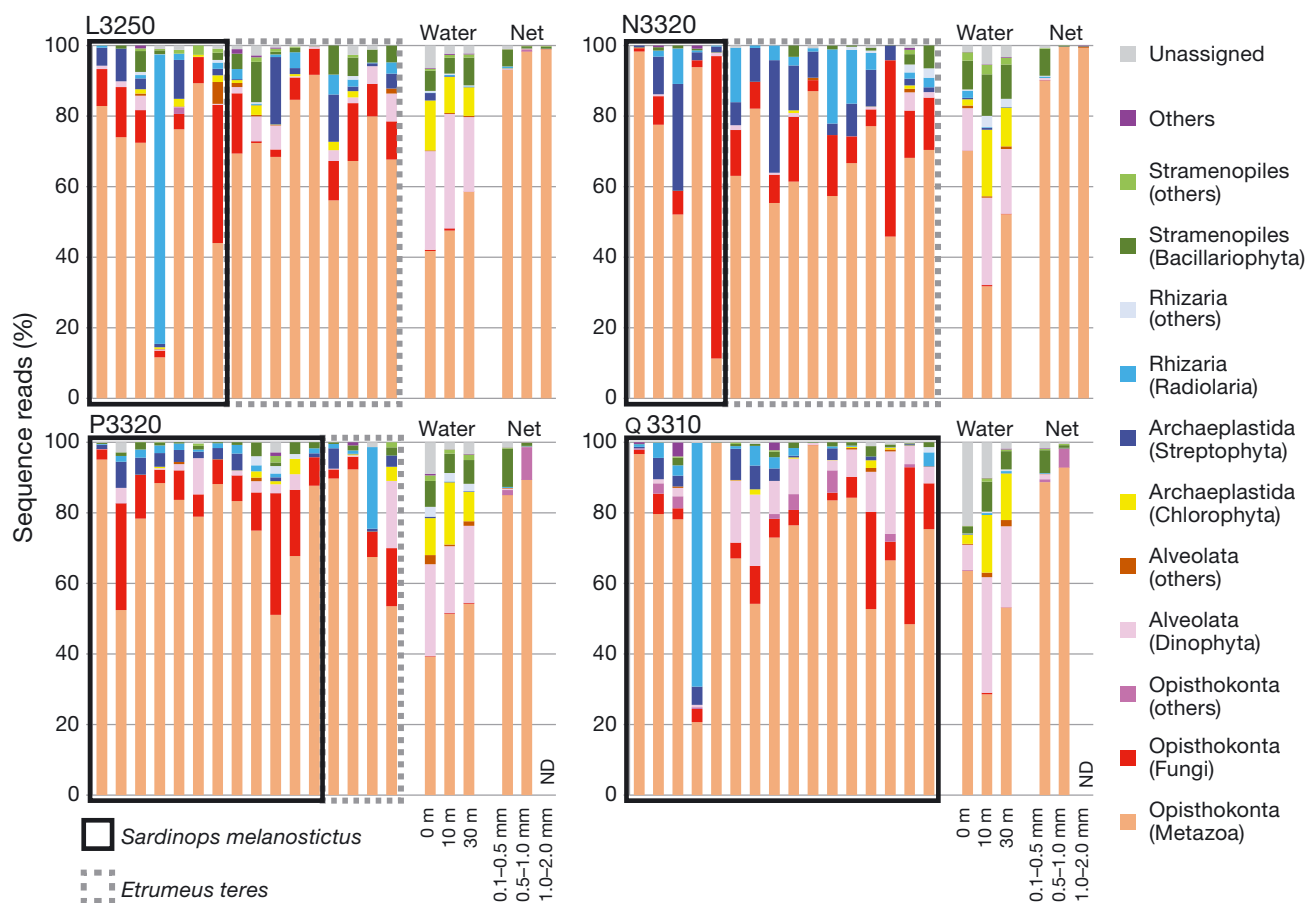 L3250
Water
Net
N3320
Water
Net
100
80
60
40
20
0
100
80
60
40
20
0
P3320
Water
Net
Q 3310
Water
Net
100
80
60
40
20
0
ND
100
80
60
40
20
0
ND
Sequence reads (%)
0 m
10 m
30 m
0.1–0.5 mm
0.5–1.0 mm
1.0–2.0 mm
0 m
10 m
30 m
0.1–0.5 mm
0.5–1.0 mm
1.0–2.0 mm
Sardinops melanostictus
Etrumeus teres
Unassigned
Others
Stramenopiles
(others)
Stramenopiles
(Bacillariophyta)
Rhizaria
(others)
Rhizaria
(Radiolaria)
Archaeplastida
(Streptophyta)
Archaeplastida
(Chlorophyta)
Alveolata
(others)
Alveolata
(Dinophyta)
Opisthokonta
(others)
Opisthokonta
(Fungi)
Opisthokonta
(Metazoa)